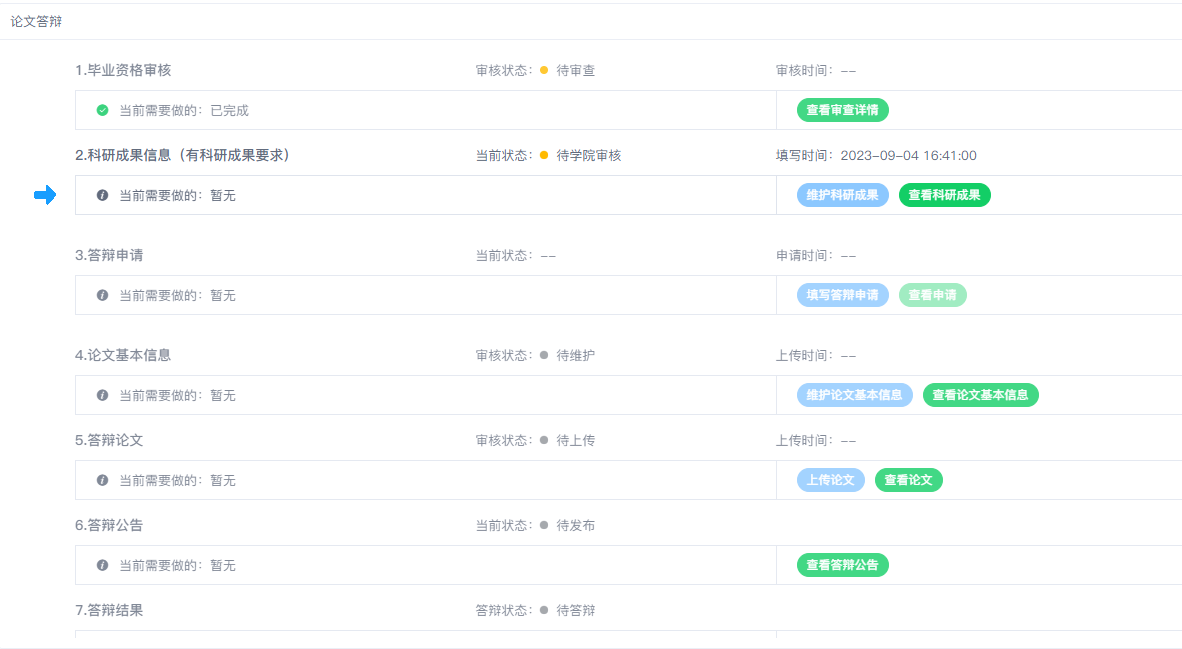 论文答辩
1.毕业资格审核 审核状态： 待审查 审核时间：--
当前需要做的：已完成 查看审查详情
2.科研成果信息（有科研成果要求） 当前状态： 待学院审核 填写时间：2023-09-04 16:41:00
当前需要做的：暂无 维护科研成果 查看科研成果
3.答辩申请 当前状态：-- 申请时间：--
当前需要做的：暂无 填写答辩申请 查看申请
4.论文基本信息 审核状态： 待维护 上传时间：--
当前需要做的：暂无 维护论文基本信息 查看论文基本信息
5.答辩论文 审核状态： 待上传 上传时间：--
当前需要做的：暂无 上传论文 查看论文
6.答辩公告 当前状态： 待发布
当前需要做的：暂无 查看答辩公告
7.答辩结果 答辩状态： 待答辩